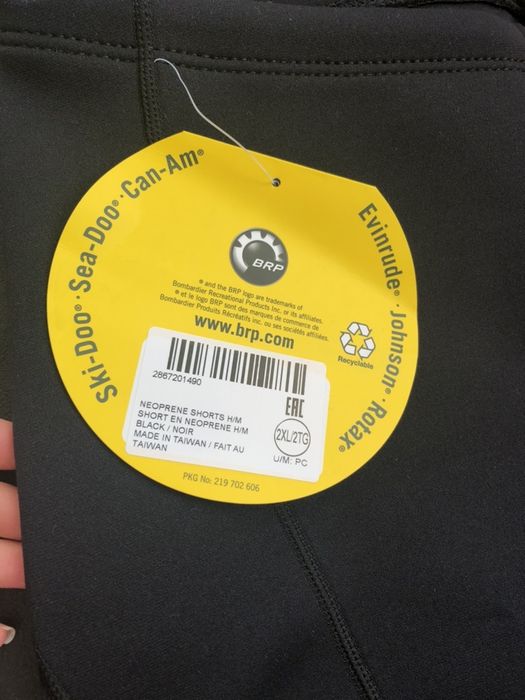 Ski-Doo® · Sea-Doo® · Can-Am®
Evinrude® · Johnson® · Rotax®
BRP
® and the BRP logo are trademarks of
Bombardier Recreational Products Inc. or its affiliates.
® et le logo BRP sont des marques de commerce de
Bombardier Produits Récréatifs inc. ou ses sociétés affiliées.
www.brp.com
Recyclable
2867201490
EAC
NEOPRENE SHORTS H/M
SHORT EN NEOPRENE H/M
BLACK / NOIR
MADE IN TAIWAN / FAIT AU
TAIWAN
2XL/2TG
U/M: PC
PKG No: 219 702 606